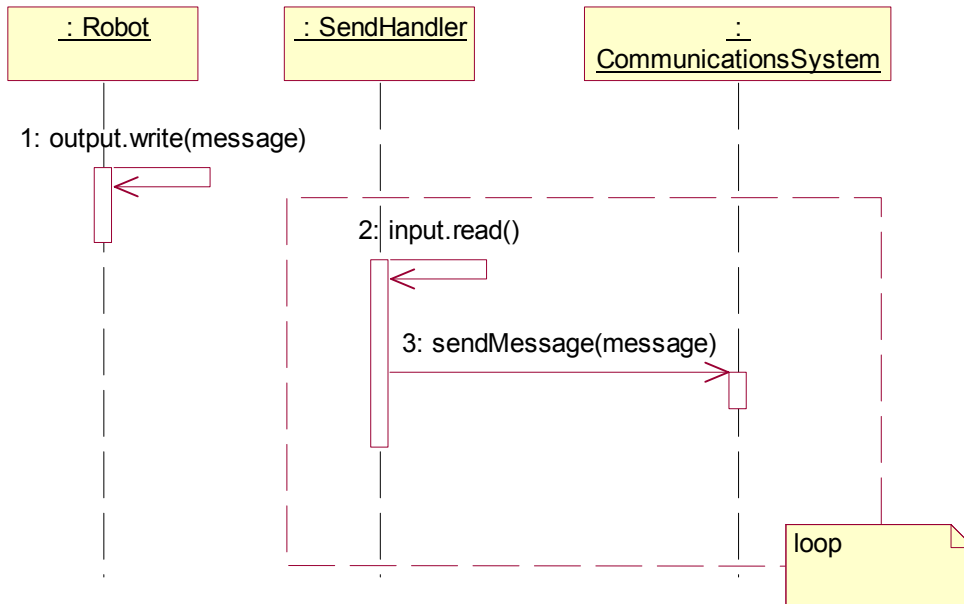 : Robot
: SendHandler
:
CommunicationsSystem
1: output.write(message)
2: input.read()
3: sendMessage(message)
loop